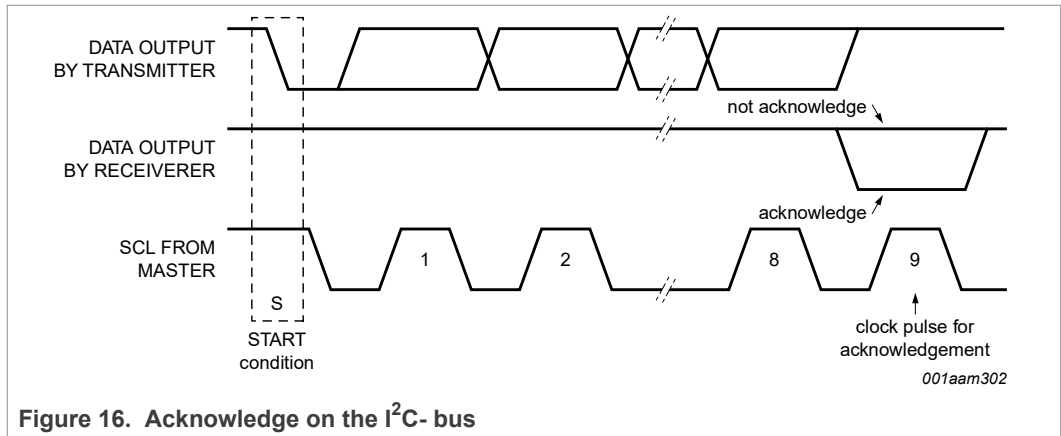 DATA OUTPUT
BY TRANSMITTER
not acknowledge
DATA OUTPUT
BY RECEIVERER
acknowledge
SCL FROM
MASTER
1
2
8
9
S
START
condition
clock pulse for
acknowledgement
001aam302
Figure 16. Acknowledge on the I²C- bus